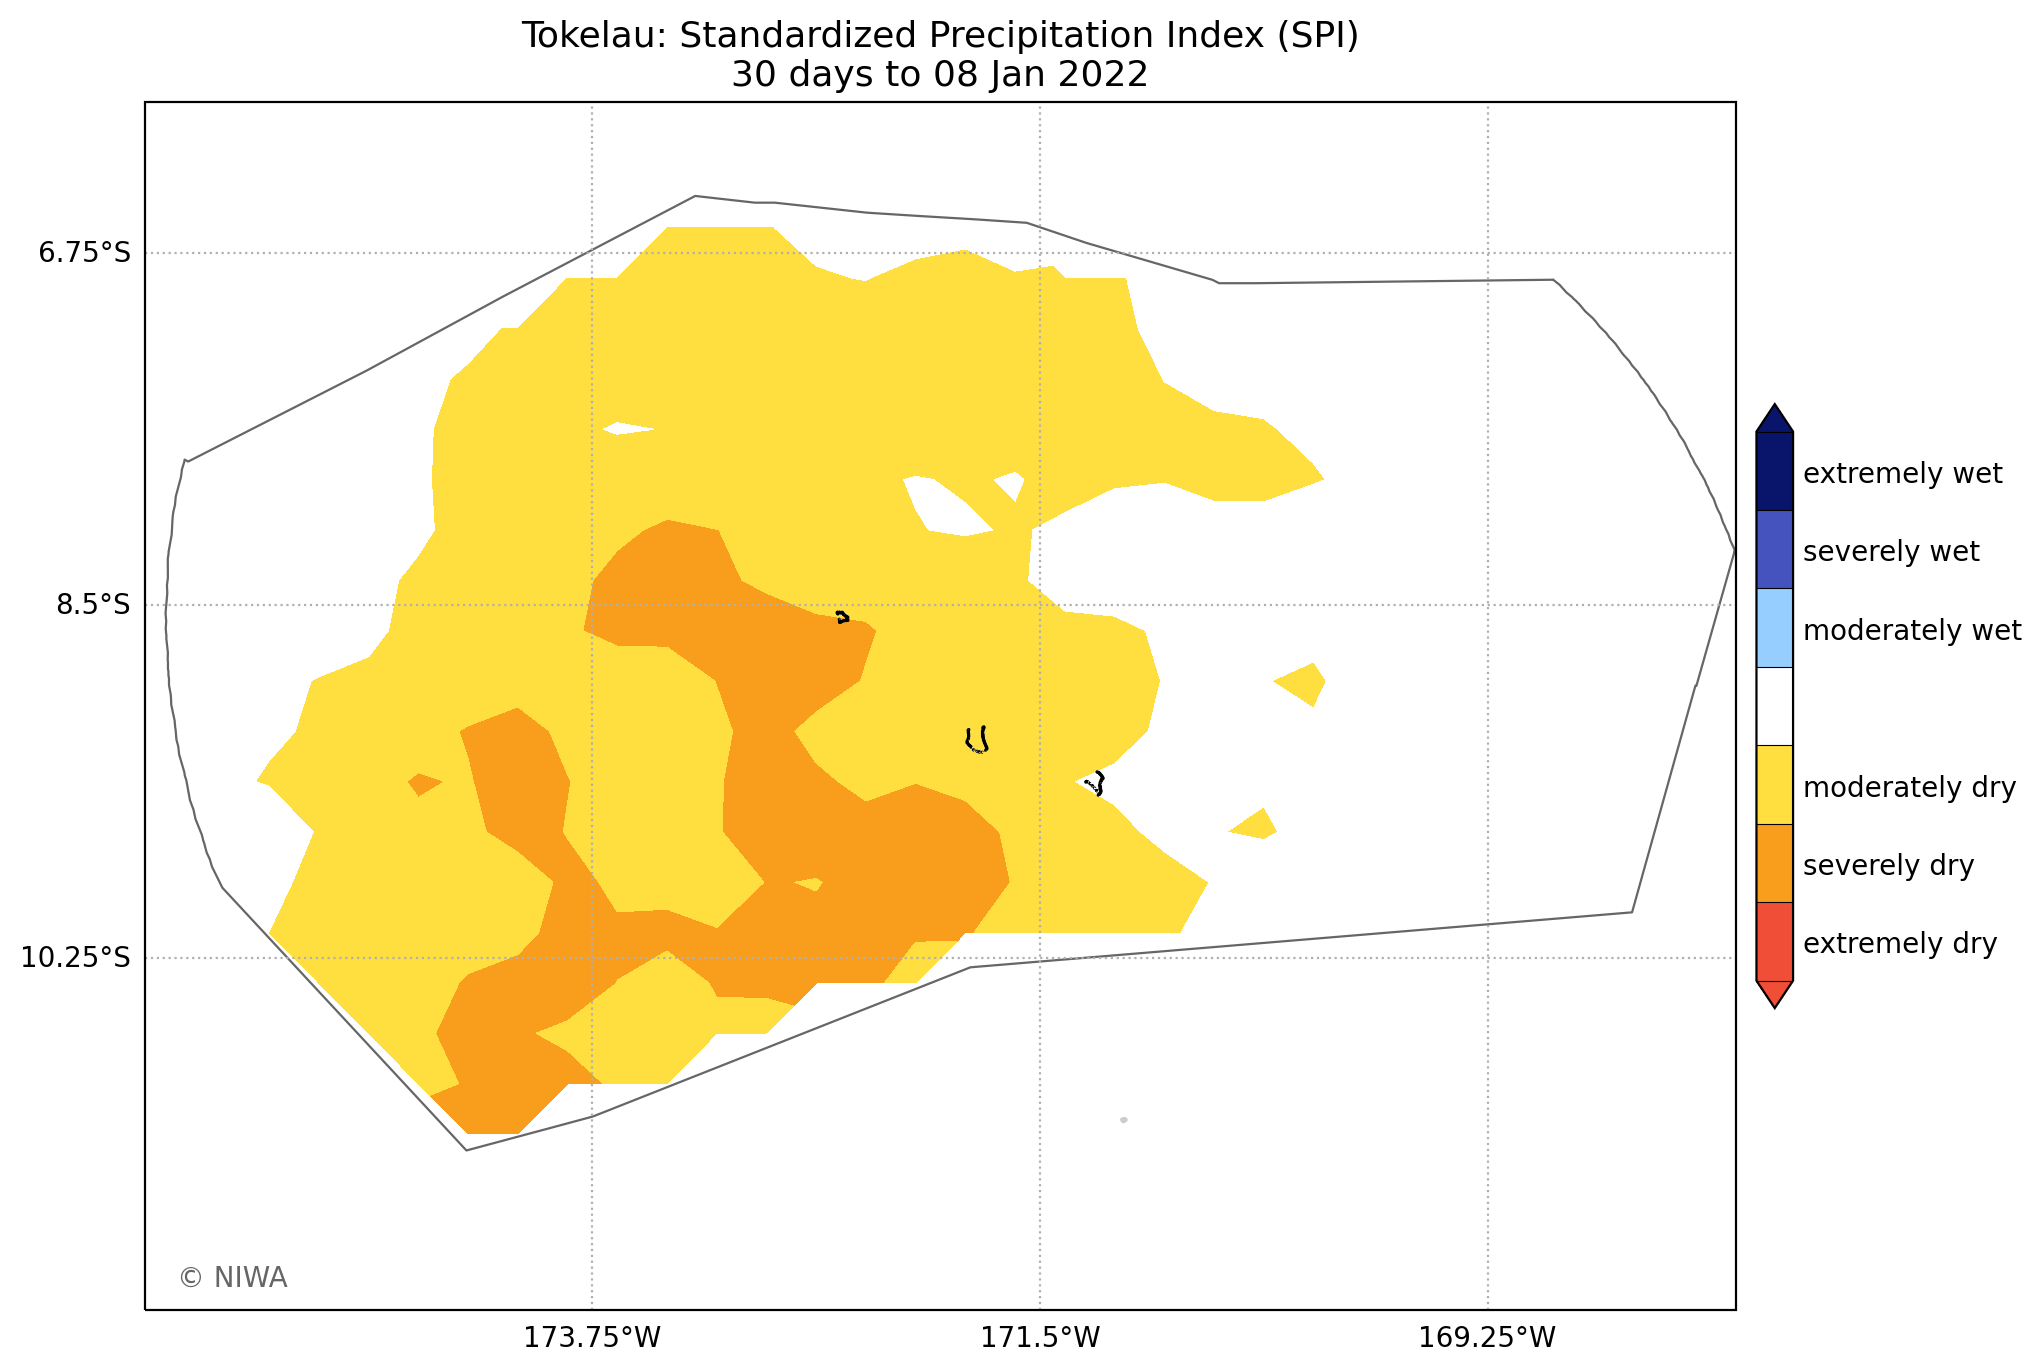 Tokelau: Standardized Precipitation Index (SPI)
30 days to 08 Jan 2022
6.75°S
8.5°S
10.25°S
173.75°W
171.5°W
169.25°W
extremely wet
severely wet
moderately wet
moderately dry
severely dry
extremely dry
© NIWA